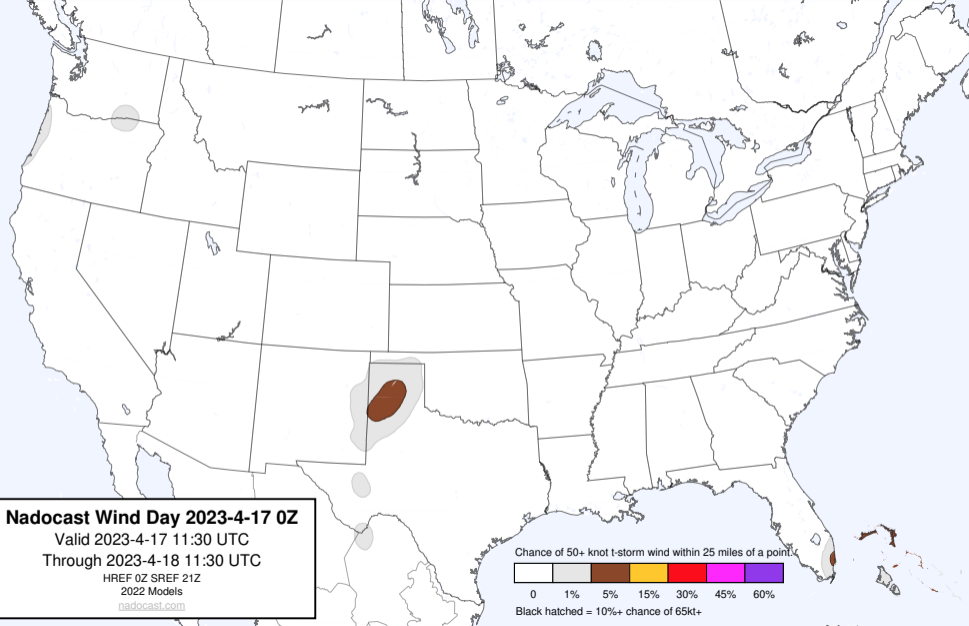 Nadocast Wind Day 2023-4-17 0Z
Valid 2023-4-17 11:30 UTC
Through 2023-4-18 11:30 UTC
HREF 0Z SREF 21Z
2022 Models
nadocast.com
Chance of 50+ knot t-storm wind within 25 miles of a point.
0 1% 5% 15% 30% 45% 60%
Black hatched = 10%+ chance of 65kt+